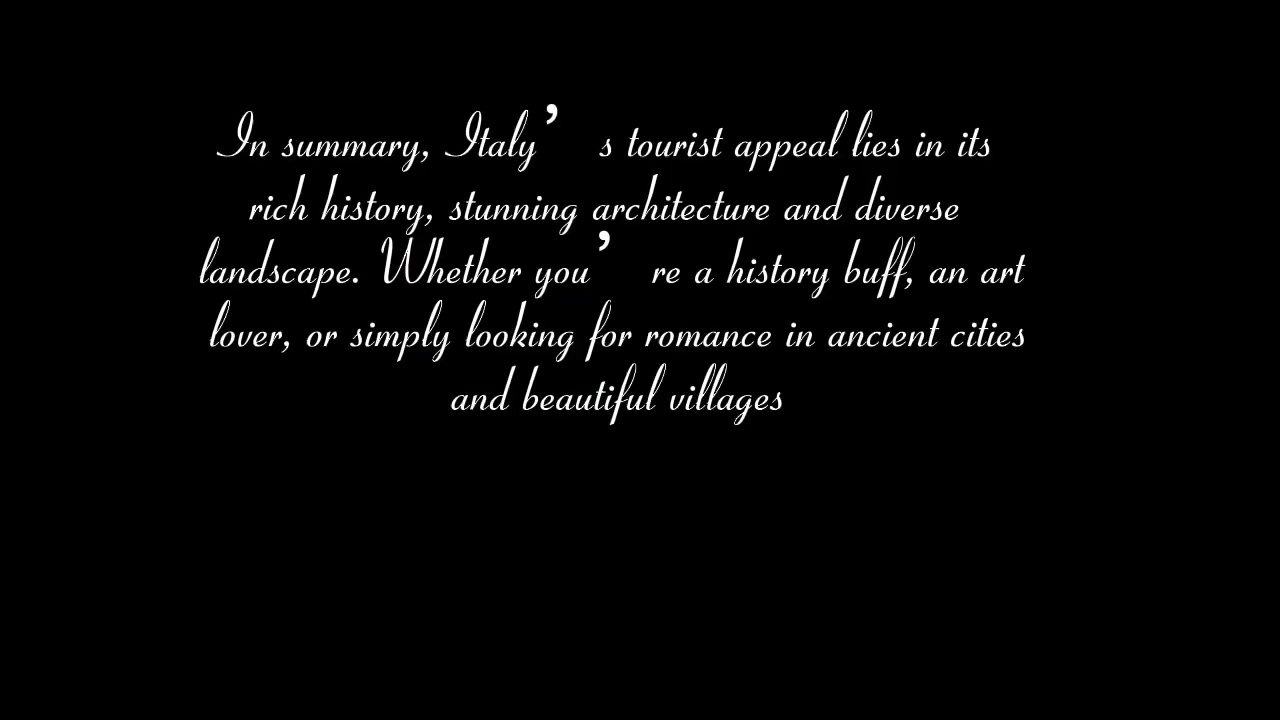 In summary, Italy’s tourist appeal lies in its
rich history, stunning architecture and diverse
landscape. Whether you’re a history buff, an art
lover, or simply looking for romance in ancient cities
and beautiful villages